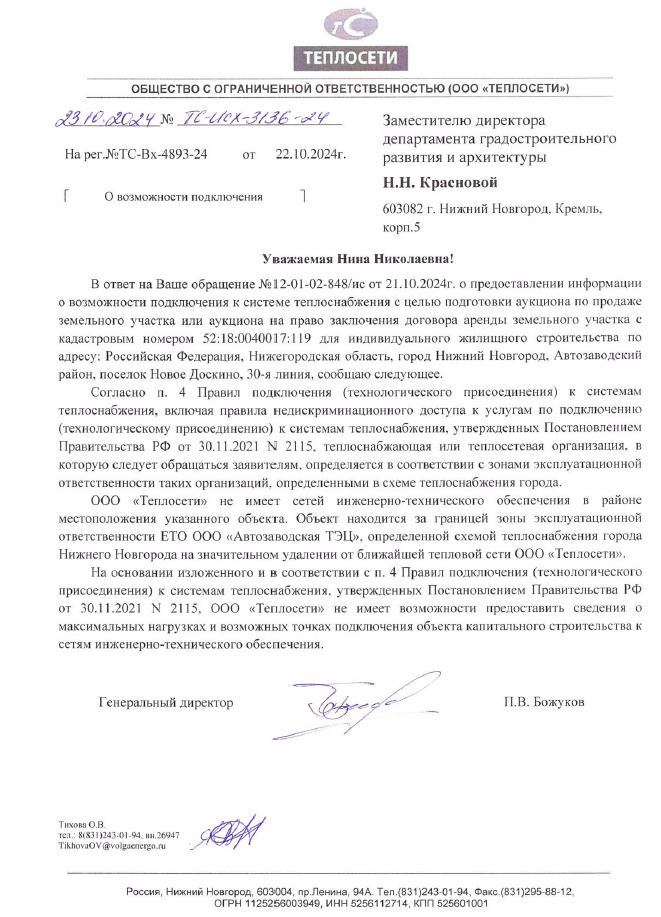 ТС
ТЕПЛОСЕТИ
ОБЩЕСТВО С ОГРАНИЧЕННОЙ ОТВЕТСТВЕННОСТЬЮ (ООО «ТЕПЛОСЕТИ»)
23.10.2024 № ТС-ИСХ-3136-24
На рег.№ТС-Вх-4893-24 от 22.10.2024г.
О возможности подключения
Заместителю директора
департамента градостроительного
развития и архитектуры
Н.Н. Красновой
603082 г. Нижний Новгород, Кремль,
корп.5
Уважаемая Нина Николаевна!
В ответ на Ваше обращение №12-01-02-848/ис от 21.10.2024г. о предоставлении информации
о возможности подключения к системе теплоснабжения с целью подготовки аукциона по продаже
земельного участка или аукциона на право заключения договора аренды земельного участка с
кадастровым номером 52:18:0040017:119 для индивидуального жилищного строительства по
адресу: Российская Федерация, Нижегородская область, город Нижний Новгород, Автозаводский
район, поселок Новое Доскино, 30-я линия, сообщаю следующее.
Согласно п. 4 Правил подключения (технологического присоединения) к системам
теплоснабжения, включая правила недискриминационного доступа к услугам по подключению
(технологическому присоединению) к системам теплоснабжения, утвержденных Постановлением
Правительства РФ от 30.11.2021 N 2115, теплоснабжающая или теплосетевая организация, в
которую следует обращаться заявителям, определяется в соответствии с зонами эксплуатационной
ответственности таких организаций, определенными в схеме теплоснабжения города.
ООО «Теплосети» не имеет сетей инженерно-технического обеспечения в районе
местоположения указанного объекта. Объект находится за границей зоны эксплуатационной
ответственности ЕТО ООО «Автозаводская ТЭЦ», определенной схемой теплоснабжения города
Нижнего Новгорода на значительном удалении от ближайшей тепловой сети ООО «Теплосети».
На основании изложенного и в соответствии с п. 4 Правил подключения (технологического
присоединения) к системам теплоснабжения, утвержденных Постановлением Правительства РФ
от 30.11.2021 N 2115, ООО «Теплосети» не имеет возможности предоставить сведения о
максимальных нагрузках и возможных точках подключения объекта капитального строительства к
сетям инженерно-технического обеспечения.
Генеральный директор П.В. Божуков
Тихова О.В.
тел.: 8(831)243-01-94, вн.26947
TikhovaOV@volgaenergo.ru
Россия, Нижний Новгород, 603004, пр.Ленина, 94А. Тел.(831)243-01-94, Факс.(831)295-88-12,
ОГРН 1125256003949, ИНН 5256112714, КПП 525601001